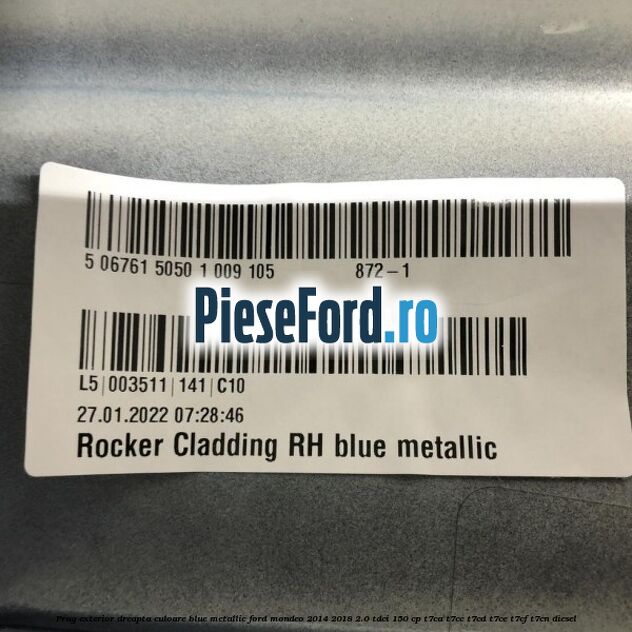 5 06761 5050 1 009 105 872-1
PieseFord.ro
L5|003511|141|C10
27.01.2022 07:28:46
Rocker Cladding RH blue metallic
Prag exterior dreapta culoare blue metallic ford mondeo 2014 2018 2.0 tdci 150 cp t7ca t7cc t7cd t7ce t7cf t7cn diesel